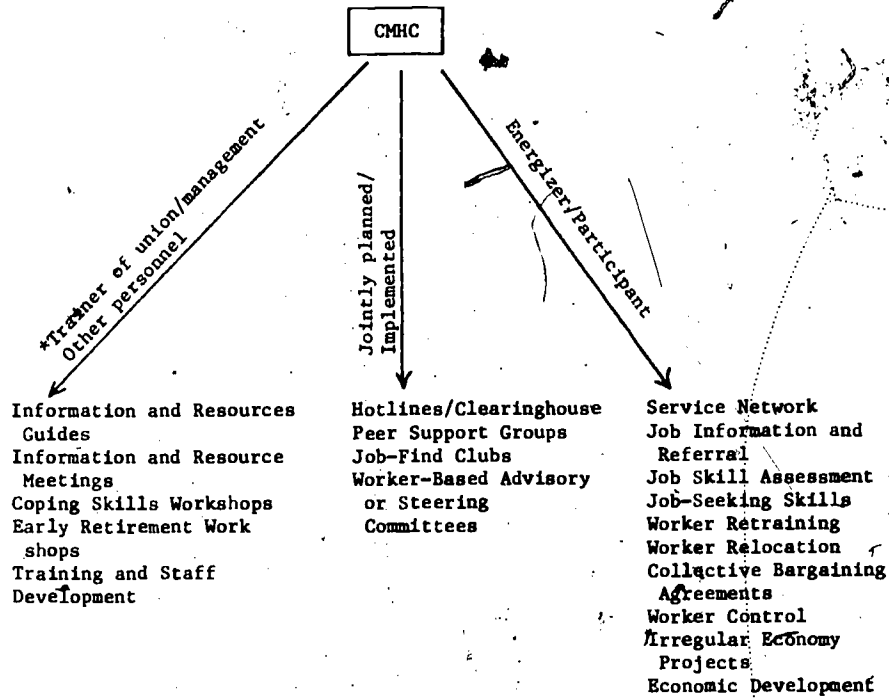 CMHC
*Trainer of union/management
Other personnel
Jointly planned/
Implemented
Energizer/Participant
Information and Resources
Guides
Information and Resource
Meetings
Coping Skills Workshops
Early Retirement Work
shops
Training and Staff
Development
Hotlines/Clearinghouse
Peer Support Groups
Job-Find Clubs
Worker-Based Advisory
or Steering
Committees
Service Network
Job Information and
Referral
Job Skill Assessment
Job-Seeking Skills
Worker Retraining
Worker Relocation
Collective Bargaining
Agreements
Worker Control
Irregular Economy
Projects
Economic Development